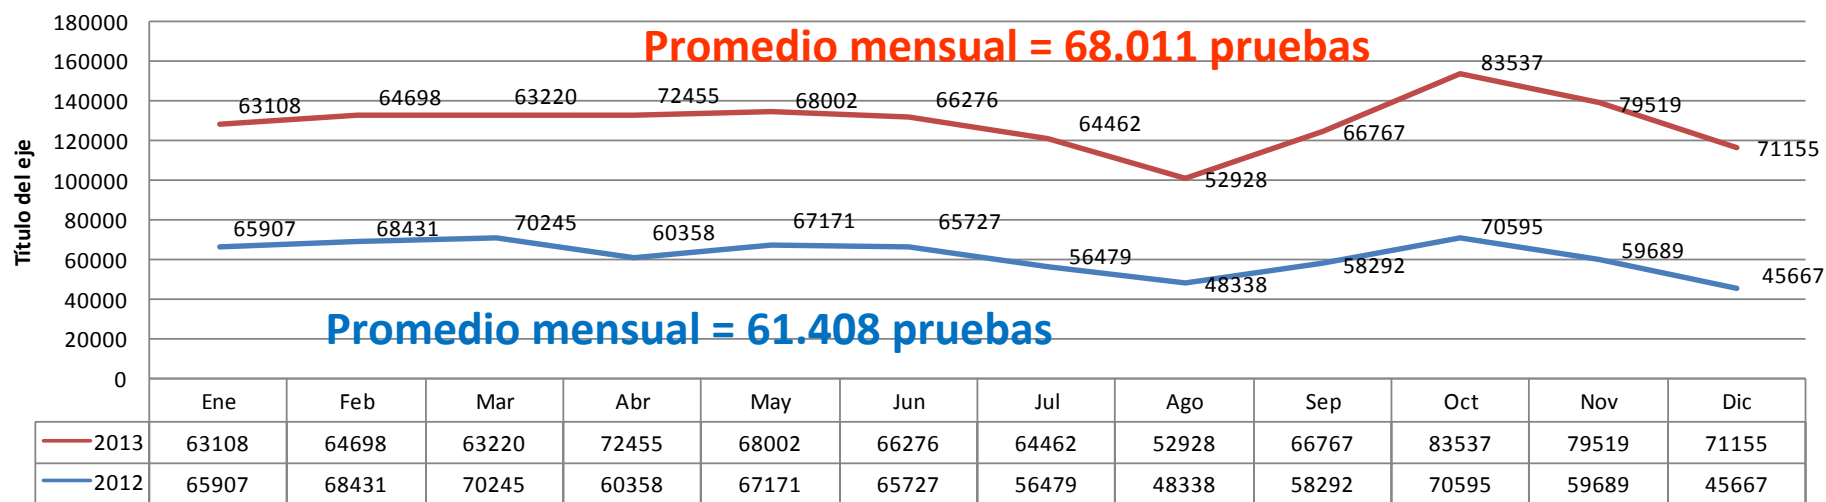 Promedio mensual = 68.011 pruebas
180000
160000
140000
120000
100000
80000
60000
40000
20000
0
Título del eje
63108 64698 63220 72455 68002 66276 64462 52928 66767 83537 79519 71155
65907 68431 70245 60358 67171 65727 56479 48338 58292 70595 59689 45667
Promedio mensual = 61.408 pruebas
Ene Feb Mar Abr May Jun Jul Ago Sep Oct Nov Dic
2013 63108 64698 63220 72455 68002 66276 64462 52928 66767 83537 79519 71155
2012 65907 68431 70245 60358 67171 65727 56479 48338 58292 70595 59689 45667